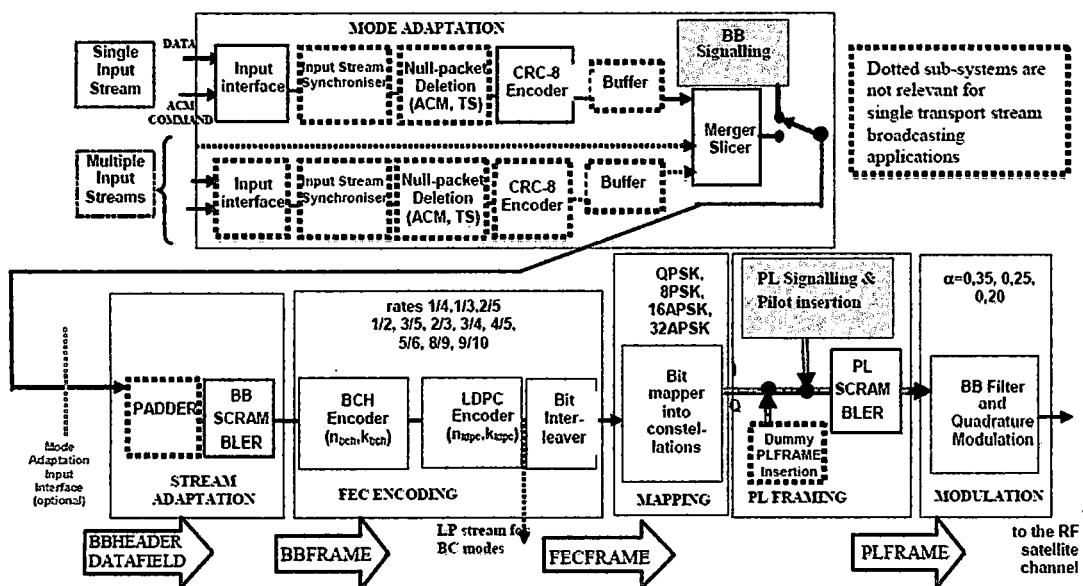 MODE ADAPTATION
Single
Input
Stream
DATA
ACM
COMMAND
Input
interface
Input Stream
Synchroniser
Null-packet
Deletion
(ACM, TS)
CRC-8
Encoder
Buffer
BB
Signalling
Merger
Slicer
Dotted sub-systems are
not relevant for
single transport stream
broadcasting
applications
Multiple
Input
Streams
Input
interface
Input Stream
Synchroniser
Null-packet
Deletion
(ACM, TS)
CRC-8
Encoder
Buffer
Mode
Adaptation
Input
Interface
(optional)
PADDER
BB
SCRAM
BLER
STREAM
ADAPTATION
rates 1/4,1/3,2/5
1/2, 3/5, 2/3, 3/4, 4/5,
5/6, 8/9, 9/10
BCH
Encoder
(nbch,kbch)
LDPC
Encoder
(nldpc,kldpc)
Bit
Inter-
leaver
FEC ENCODING
LP stream for
BC modes
QPSK,
8PSK,
16APSK,
32APSK
Bit
mapper
into
constel-
lations
MAPPING
I
Q
PL Signalling &
Pilot insertion
PL
SCRAM
BLER
Dummy
PLFRAME
Insertion
PL FRAMING
α=0,35, 0,25,
0,20
BB Filter
and
Quadrature
Modulation
MODULATION
BBHEADER
DATAFIELD
BBFRAME
FECFRAME
PLFRAME
to the RF
satellite
channel